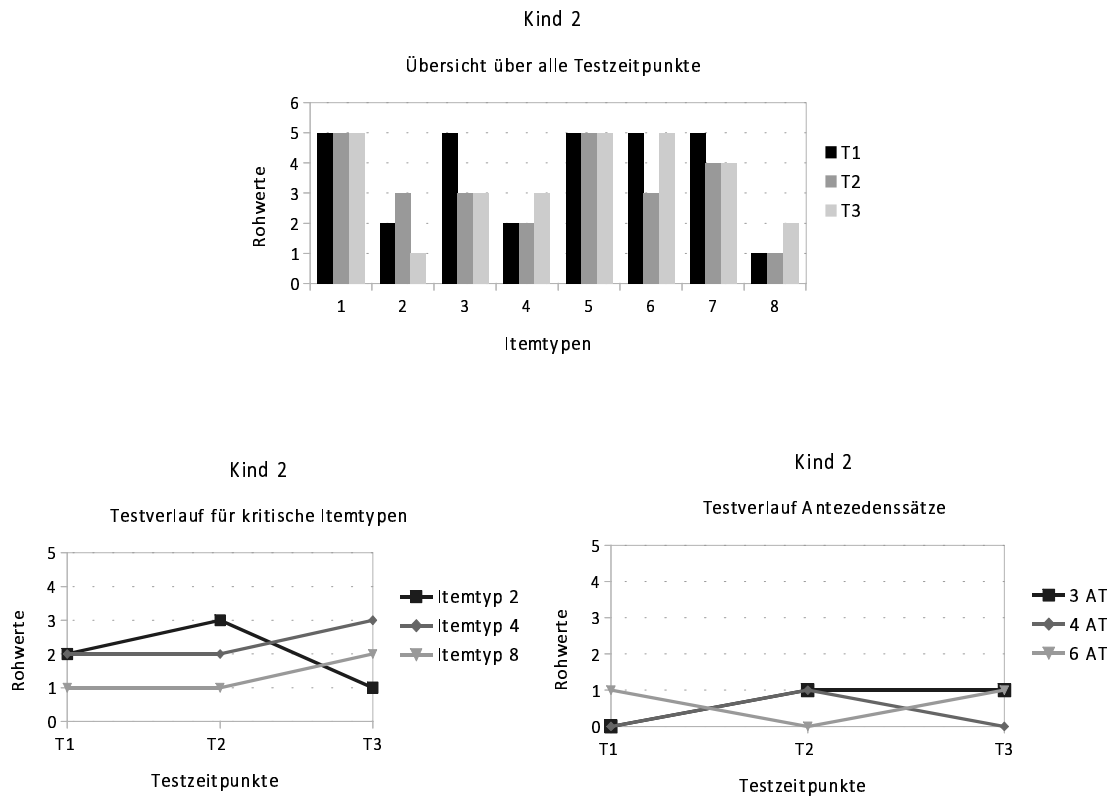 Kind 2
Übersicht über alle Testzeitpunkte
6
5
4
3
2
1
0
Rohwerte
1 2 3 4 5 6 7 8
Itemtypen
T1
T2
T3
Kind 2
Testverlauf für kritische Itemtypen
5
4
3
2
1
0
Rohwerte
T1 T2 T3
Testzeitpunkte
Itemtyp 2
Itemtyp 4
Itemtyp 8
Kind 2
Testverlauf Antezedenssätze
5
4
3
2
1
0
Rohwerte
T1 T2 T3
Testzeitpunkte
3 AT
4 AT
6 AT